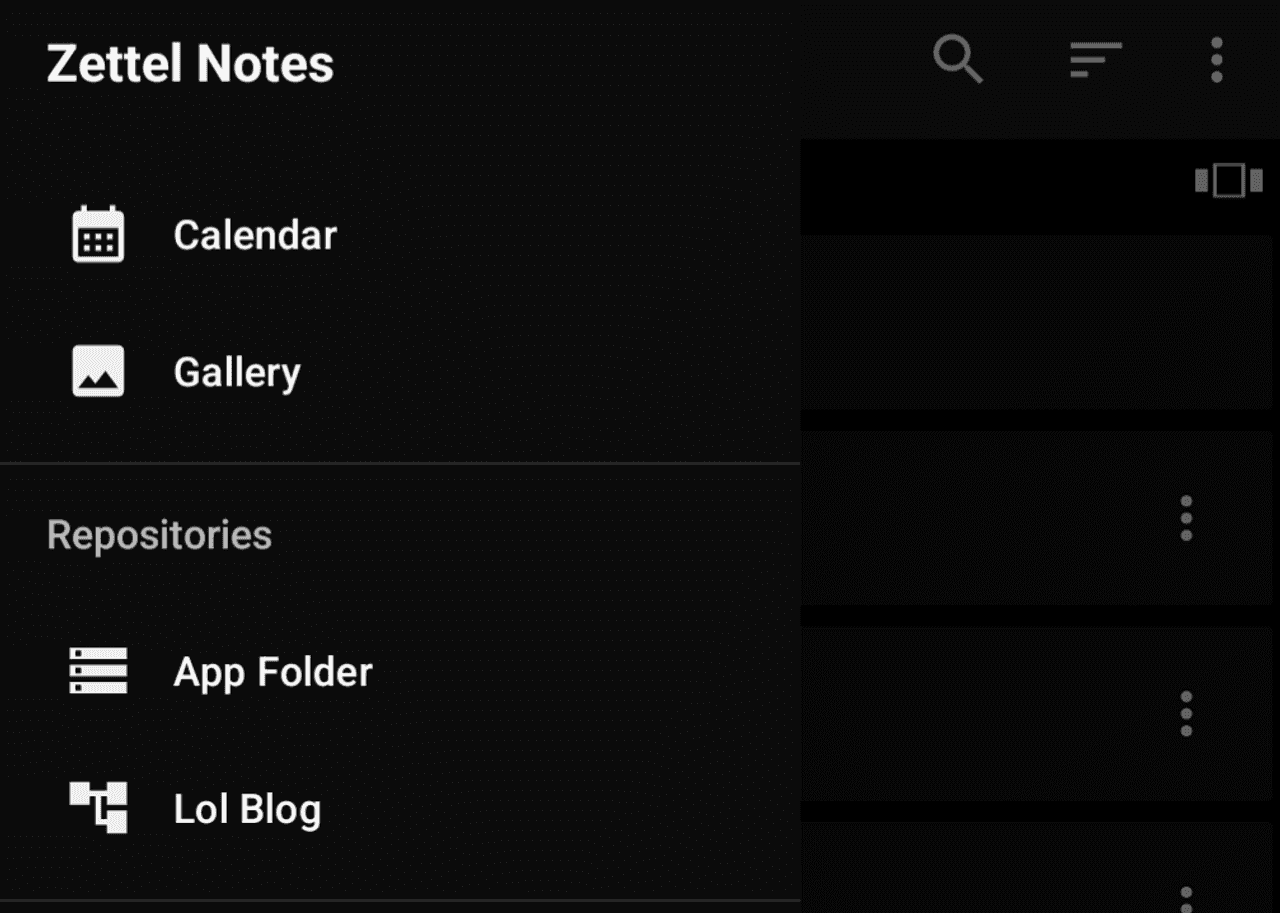 Zettel Notes
Calendar
Gallery
Repositories
App Folder
Lol Blog